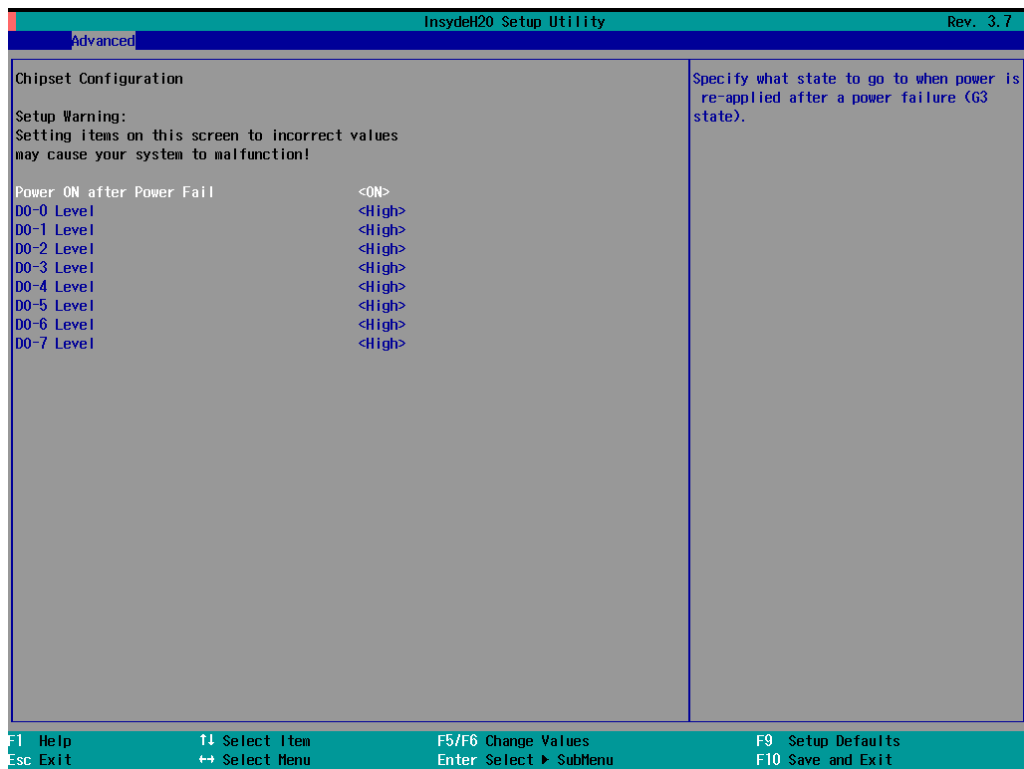 InsydeH2O Setup Utility Rev. 3.7
Advanced
Chipset Configuration
Setup Warning:
Setting items on this screen to incorrect values
may cause your system to malfunction!
Power ON after Power Fail <ON>
DO-0 Level <High>
DO-1 Level <High>
DO-2 Level <High>
DO-3 Level <High>
DO-4 Level <High>
DO-5 Level <High>
DO-6 Level <High>
DO-7 Level <High>
Specify what state to go to when power is
re-applied after a power failure (G3
state).
F1 Help ↑↓ Select Item F5/F6 Change Values F9 Setup Defaults
Esc Exit ↔ Select Menu Enter Select ▶ SubMenu F10 Save and Exit